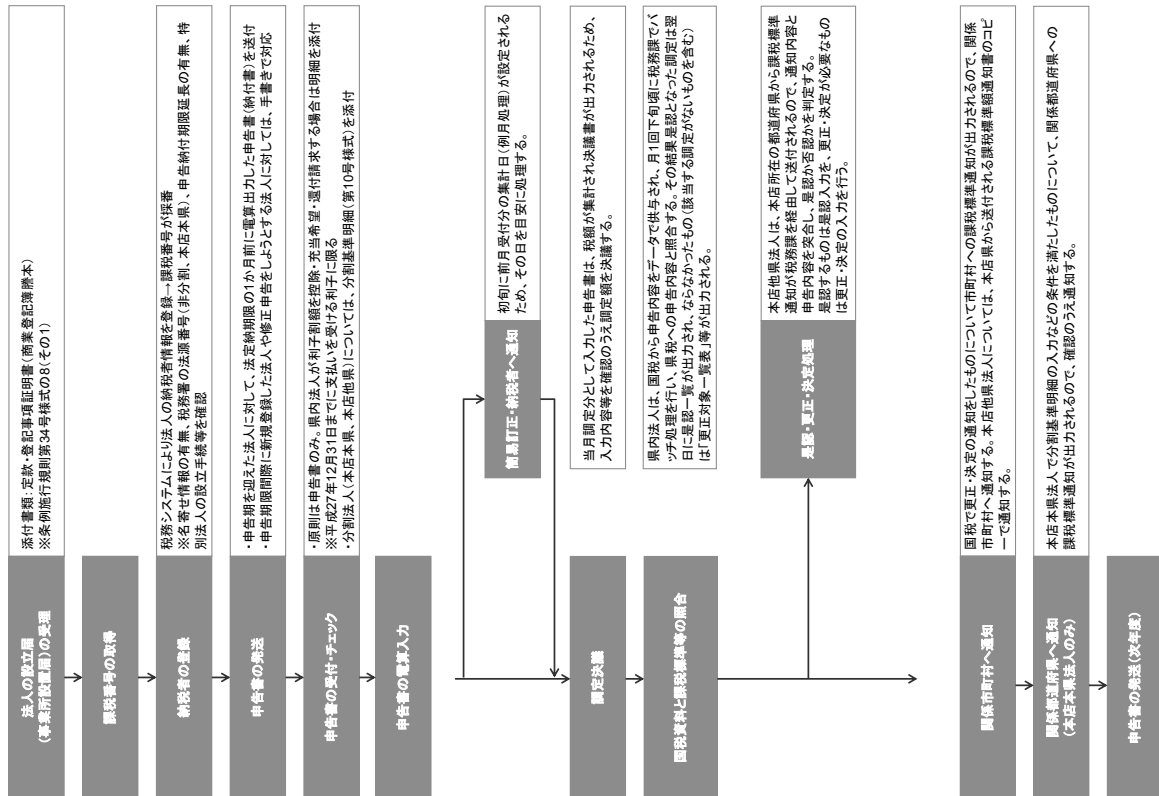 法人の設立届
(事業所設置届)の受理
添付書類:定款・登記事項証明書(商業登記簿謄本)
※条例施行規則第34号様式の8(その1)
課税番号の取得
納税者の登録
税務システムにより法人の納税者情報を登録→課税番号が採番
※名寄せ情報の有無、税務署の法源番号(非分割、本店本県)、申告納付期限延長の有無、特
別法人の設立手続等を確認
申告書の発送
・申告期を迎えた法人に対して、法定納期限の1か月前に電算出力した申告書(納付書)を送付
・申告期限間際に新規登録した法人や修正申告をしようとする法人に対しては、手書きで対応
申告書の受付・チェック
・原則は申告書のみ。県内法人が利子割額を控除・充当希望・還付請求する場合は明細を添付
※平成27年12月31日までに支払いを受ける利子に限る
・分割法人(本店本県、本店他県)については、分割基準明細(第10号様式)を添付
申告書の電算入力
簡易訂正・納税者へ通知
初旬に前月受付分の集計日(例月処理)が設定される
ため、その日を目安に処理する。
調定決議
当月調定分として入力した申告書は、税額が集計され決議書が出力されるため、
入力内容等を確認のうえ調定額を決議する。
国税資料と課税標準等の照合
県内法人は、国税から申告内容をデータで供与され、月1回下旬頃に税務課でバ
ッチ処理を行い、県税への申告内容と照合する。その結果是認となった調定は翌
日に是認一覧が出力され、ならなかったもの(該当する調定がないものを含む)
は「更正対象一覧表」等が出力される。
是認・更正・決定処理
本店他県法人は、本店所在の都道府県から課税標準
通知が税務課を経由して送付されるので、通知内容と
申告内容を突合し、是認か否認かを判定する。
是認するものは是認入力を、更正・決定が必要なもの
は更正・決定の入力を行う。
関係市町村へ通知
国税で更正・決定の通知をしたものについて市町村への課税標準通知が出力されるので、関係
市町村へ通知する。本店他県法人については、本店県から送付される課税標準額通知書のコピ
ーで通知する。
関係都道府県へ通知
(本店本県法人のみ)
本店本県法人で分割基準明細の入力などの条件を満たしたものについて、関係都道府県への
課税標準通知が出力されるので、確認のうえ通知する。
申告書の発送(次年度)